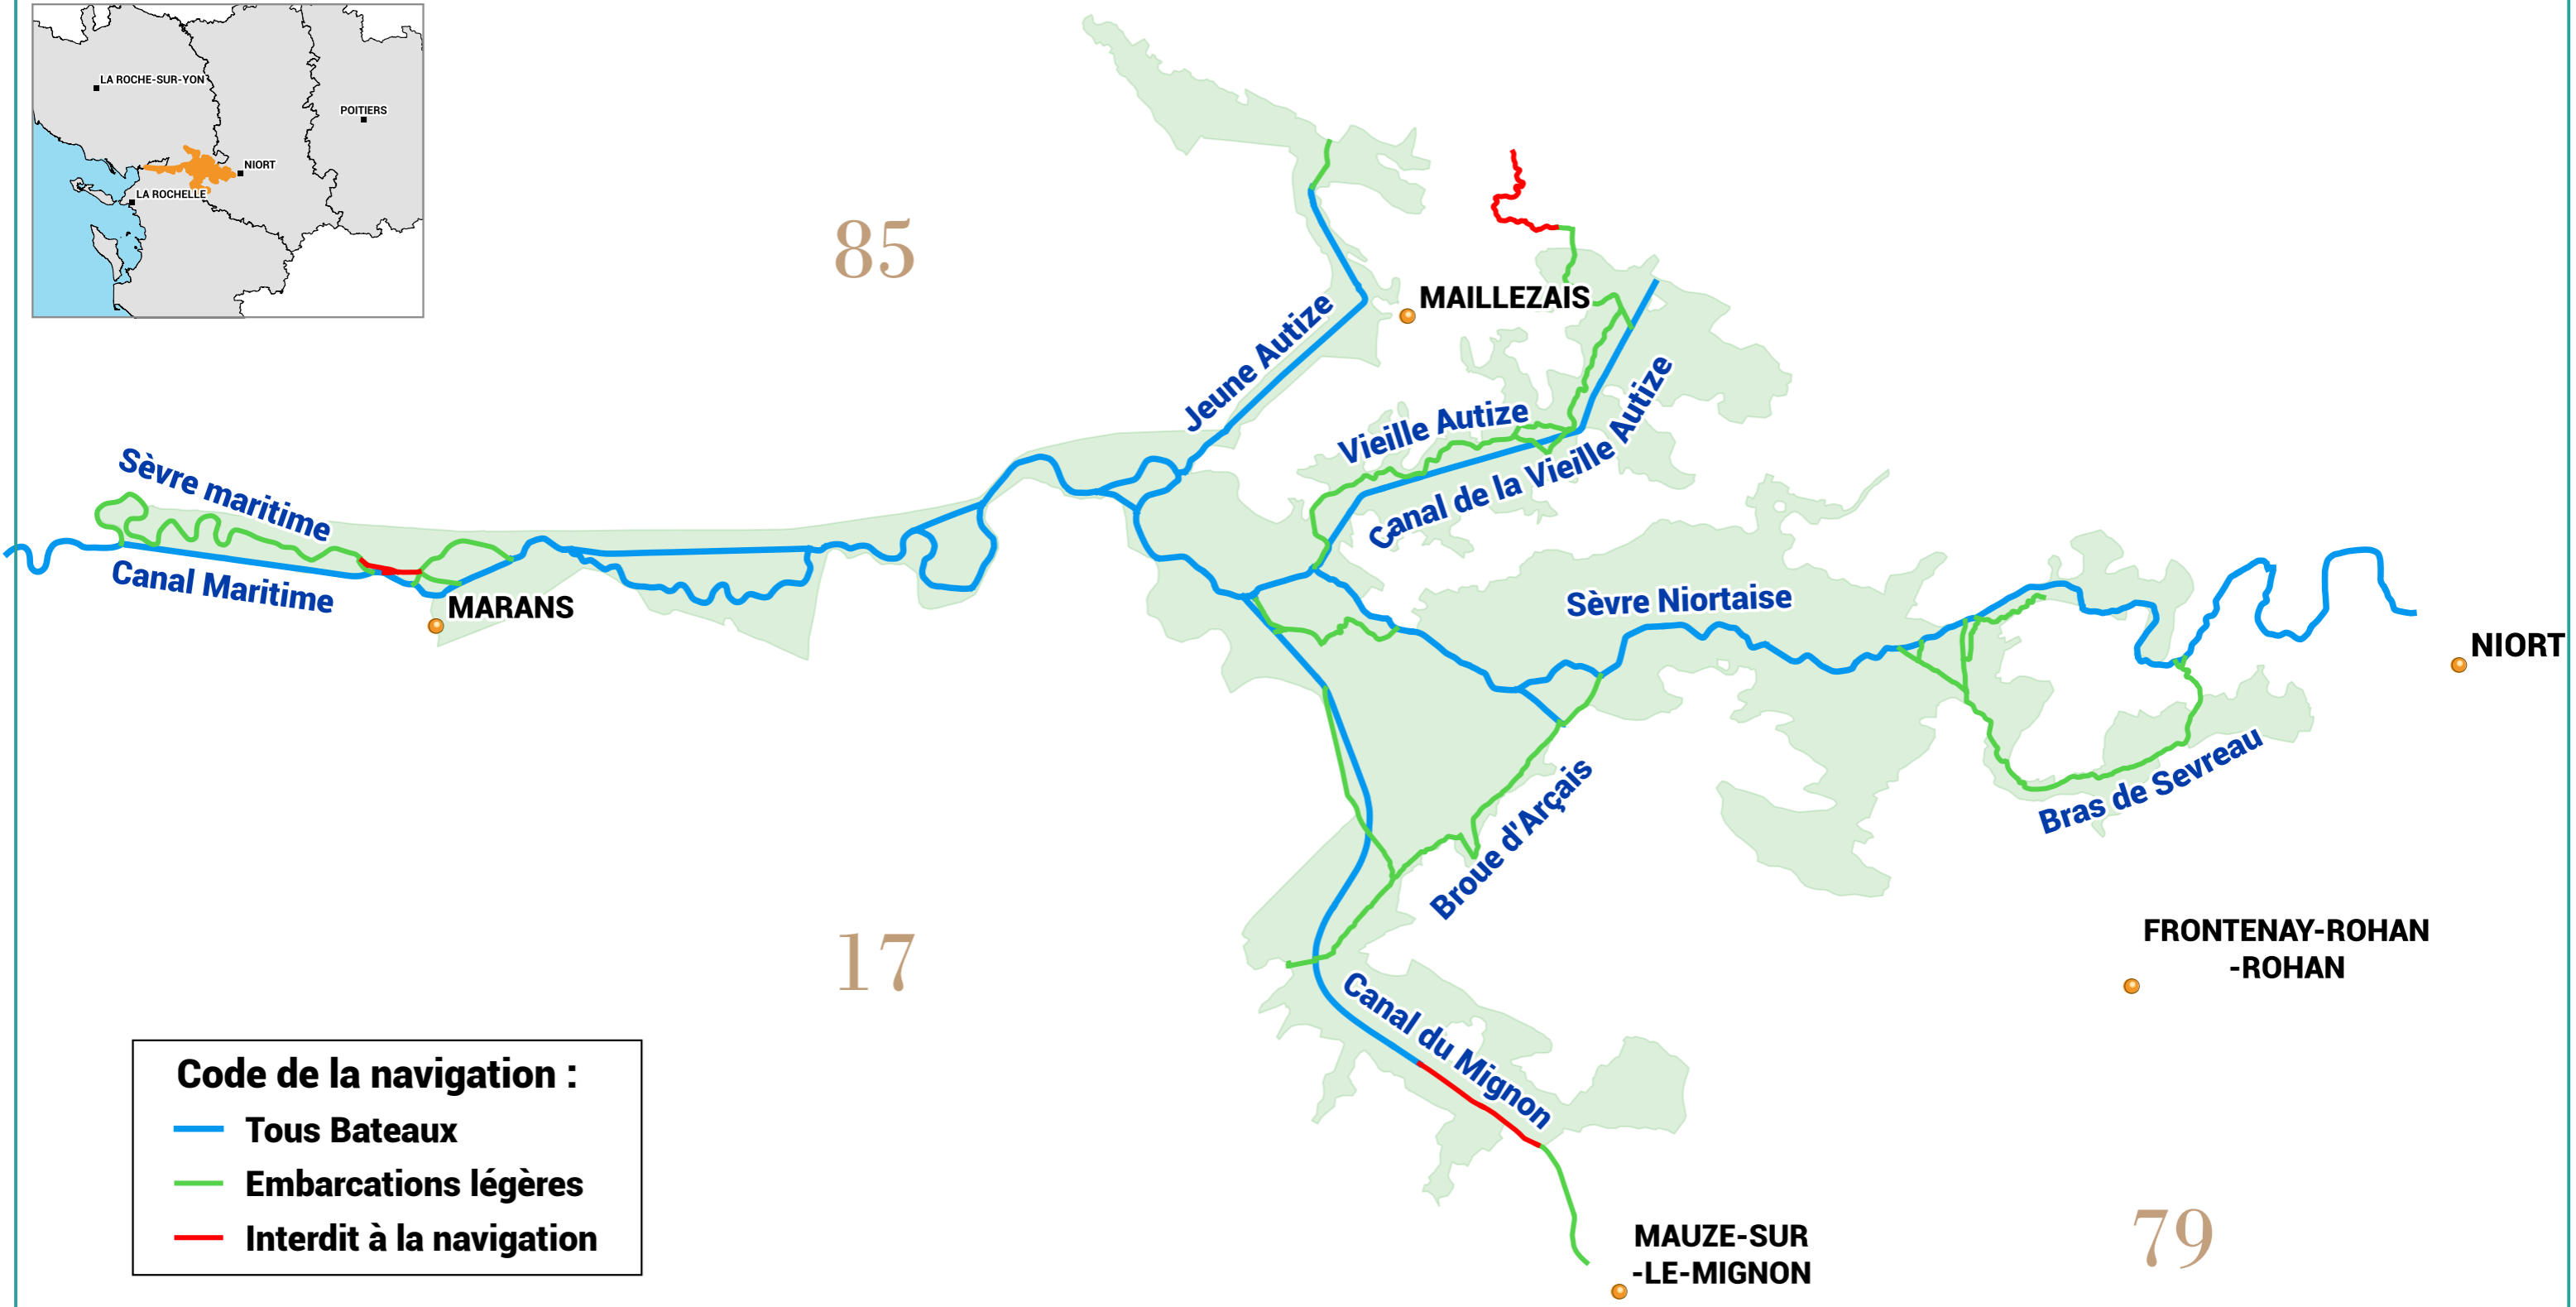 LA ROCHE-SUR-YON
POITIERS
NIORT
LA ROCHELLE
85
MAILLEZAIS
Jeune Autize
Vieille Autize
Canal de la Vieille Autize
Sèvre maritime
Canal Maritime
MARANS
Sèvre Niortaise
NIORT
Bras de Sevreau
Broue d'Arçais
17
FRONTENAY-ROHAN
-ROHAN
Canal du Mignon
Code de la navigation :
Tous Bateaux
Embarcations légères
Interdit à la navigation
MAUZE-SUR
-LE-MIGNON
79